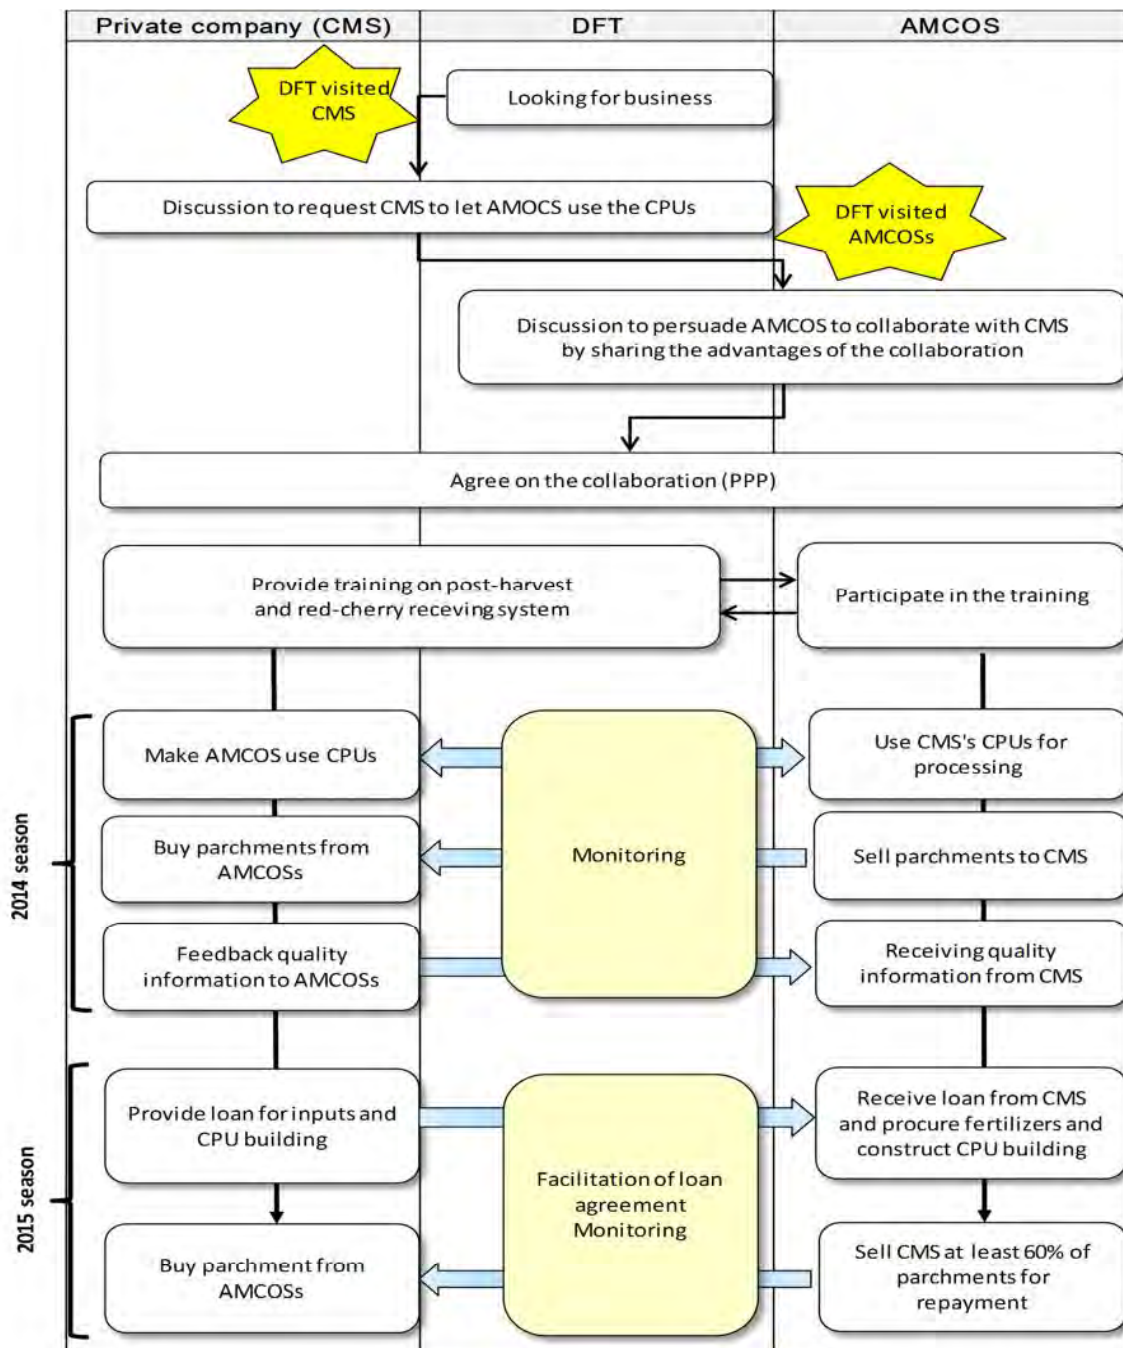 Private company (CMS)
DFT
AMCOS
DFT visited
CMS
Looking for business
Discussion to request CMS to let AMOCS use the CPUs
DFT visited
AMCOSs
Discussion to persuade AMCOS to collaborate with CMS
by sharing the advantages of the collaboration
Agree on the collaboration (PPP)
Provide training on post-harvest
and red-cherry receving system
Participate in the training
2014 season
Make AMCOS use CPUs
Monitoring
Use CMS's CPUs for
processing
Buy parchments from
AMCOSs
Sell parchments to CMS
Feedback quality
information to AMCOSs
Receiving quality
information from CMS
2015 season
Provide loan for inputs and
CPU building
Facilitation of loan
agreement
Monitoring
Receive loan from CMS
and procure fertilizers and
construct CPU building
Buy parchment from
AMCOSs
Sell CMS at least 60% of
parchments for
repayment